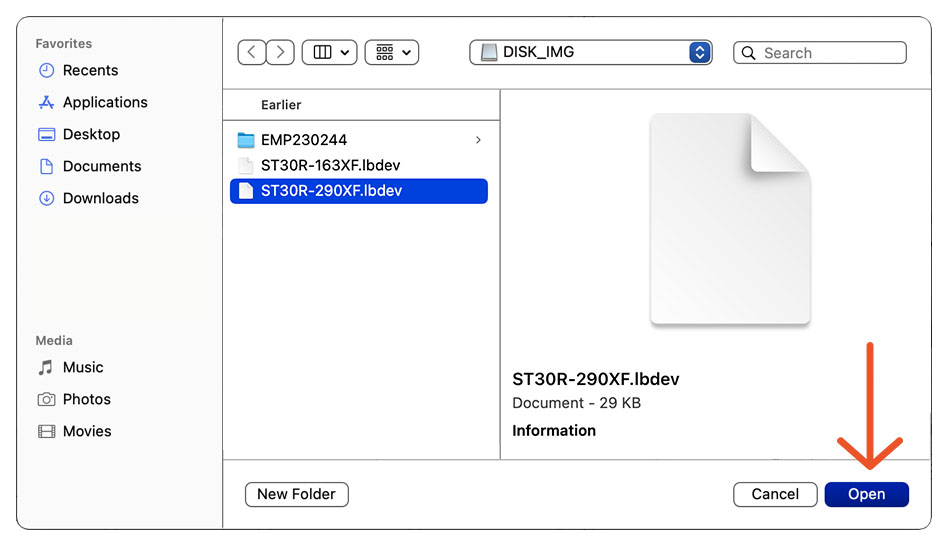 Favorites
Recents
Applications
Desktop
Documents
Downloads
Media
Music
Photos
Movies
DISK_IMG
Search
Earlier
EMP230244
ST30R-163XF.lbdev
ST30R-290XF.lbdev
ST30R-290XF.lbdev
Document - 29 KB
Information
New Folder
Cancel
Open